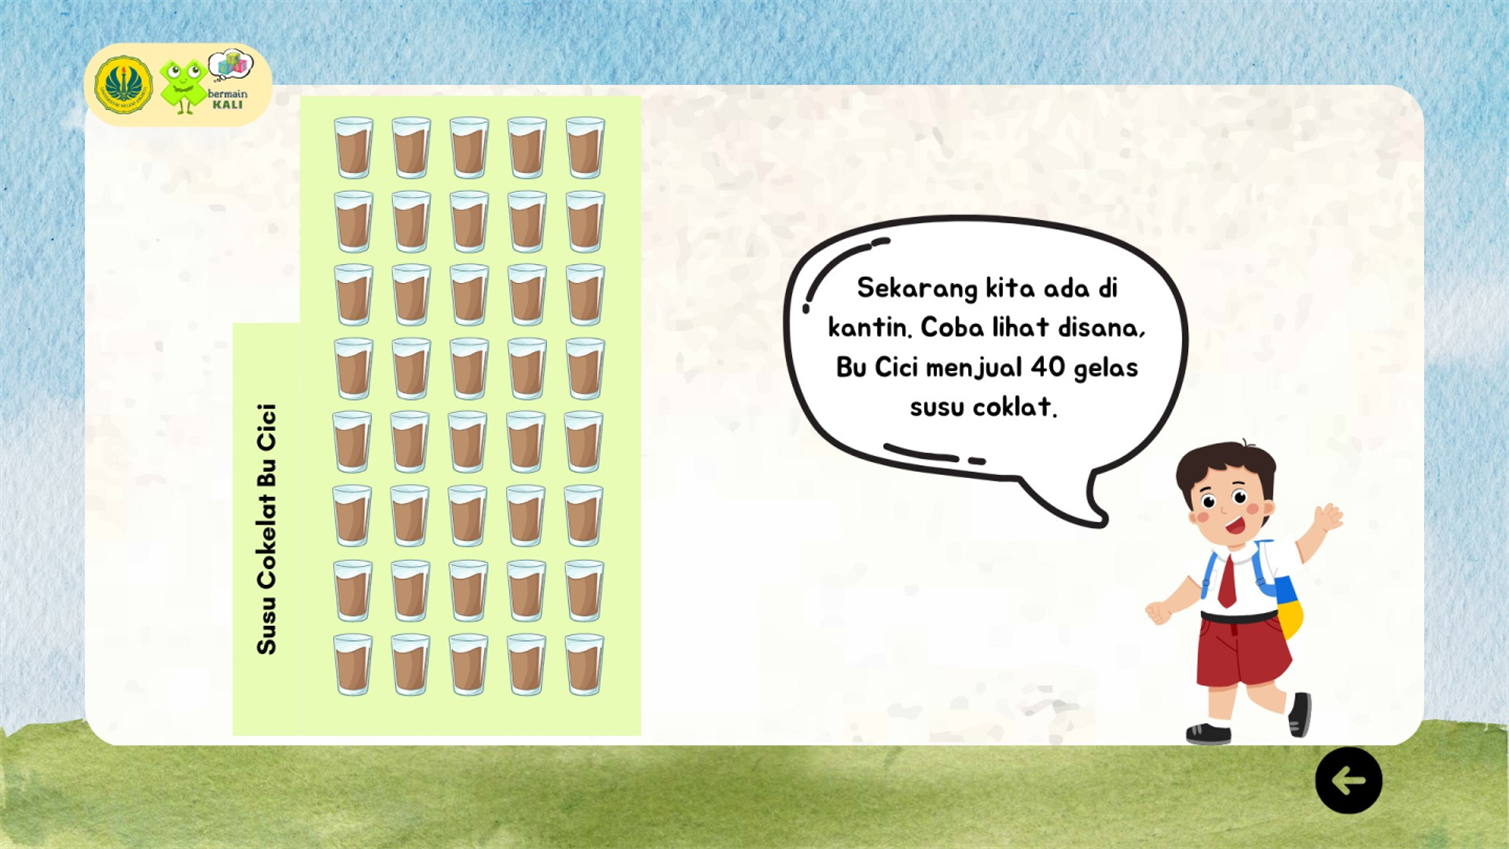 bermain
KALI
Susu Cokelat Bu Cici
Sekarang kita ada di
kantin. Coba lihat disana,
Bu Cici menjual 40 gelas
susu coklat.